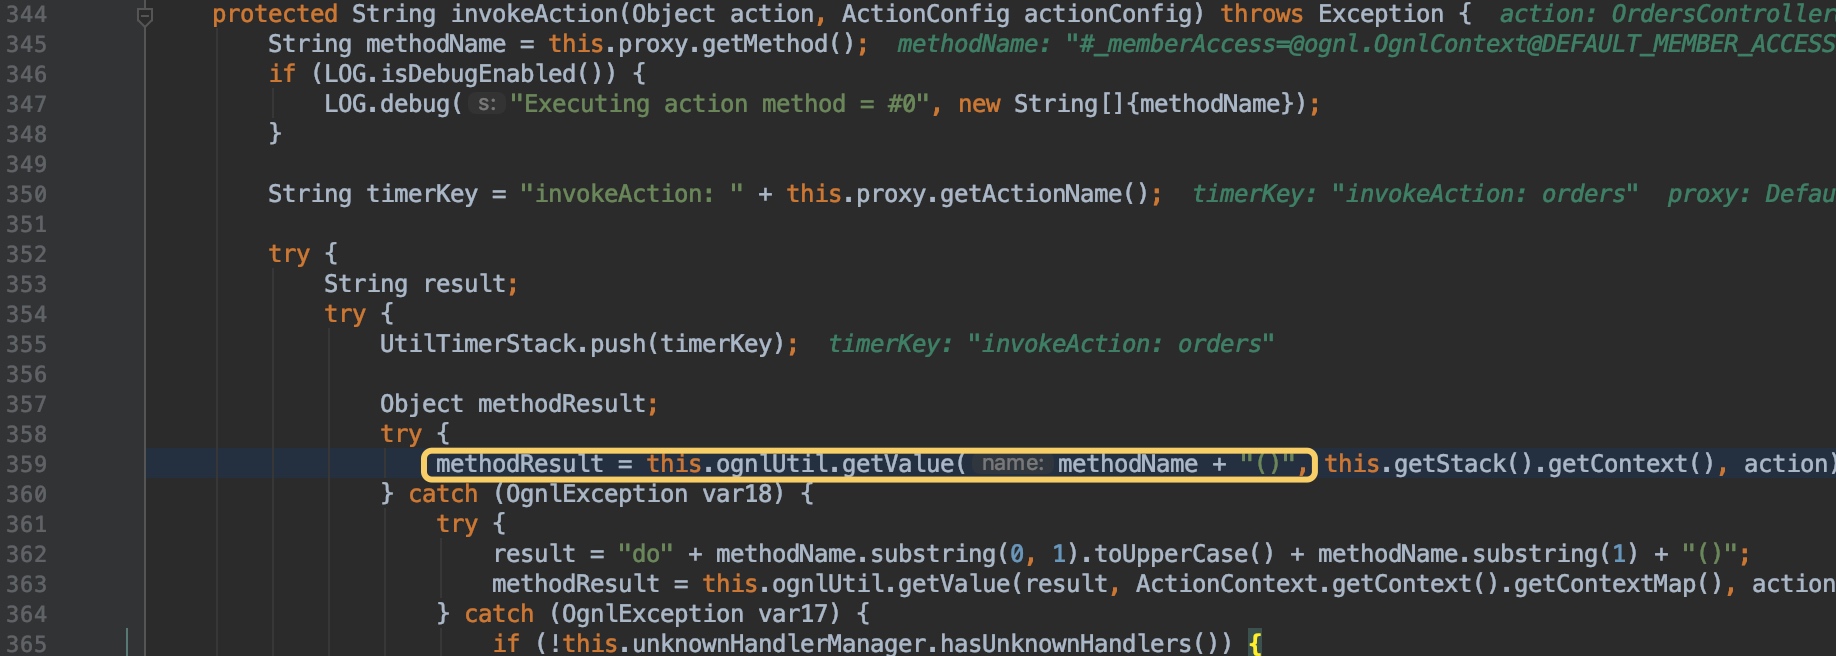 344 protected String invokeAction(Object action, ActionConfig actionConfig) throws Exception { action: OrdersController
345 String methodName = this.proxy.getMethod(); methodName: "#_memberAccess=@ognl.OgnlContext@DEFAULT_MEMBER_ACCESS
346 if (LOG.isDebugEnabled()) {
347 LOG.debug( s: "Executing action method = #0", new String[]{methodName});
348 }
349
350 String timerKey = "invokeAction: " + this.proxy.getActionName(); timerKey: "invokeAction: orders" proxy: Defau
351
352 try {
353 String result;
354 try {
355 UtilTimerStack.push(timerKey); timerKey: "invokeAction: orders"
356
357 Object methodResult;
358 try {
359 methodResult = this.ognlUtil.getValue( name: methodName + "()", this.getStack().getContext(), action)
360 } catch (OgnlException var18) {
361 try {
362 result = "do" + methodName.substring(0, 1).toUpperCase() + methodName.substring(1) + "()";
363 methodResult = this.ognlUtil.getValue(result, ActionContext.getContext().getContextMap(), action
364 } catch (OgnlException var17) {
365 if (!this.unknownHandlerManager.hasUnknownHandlers()) {